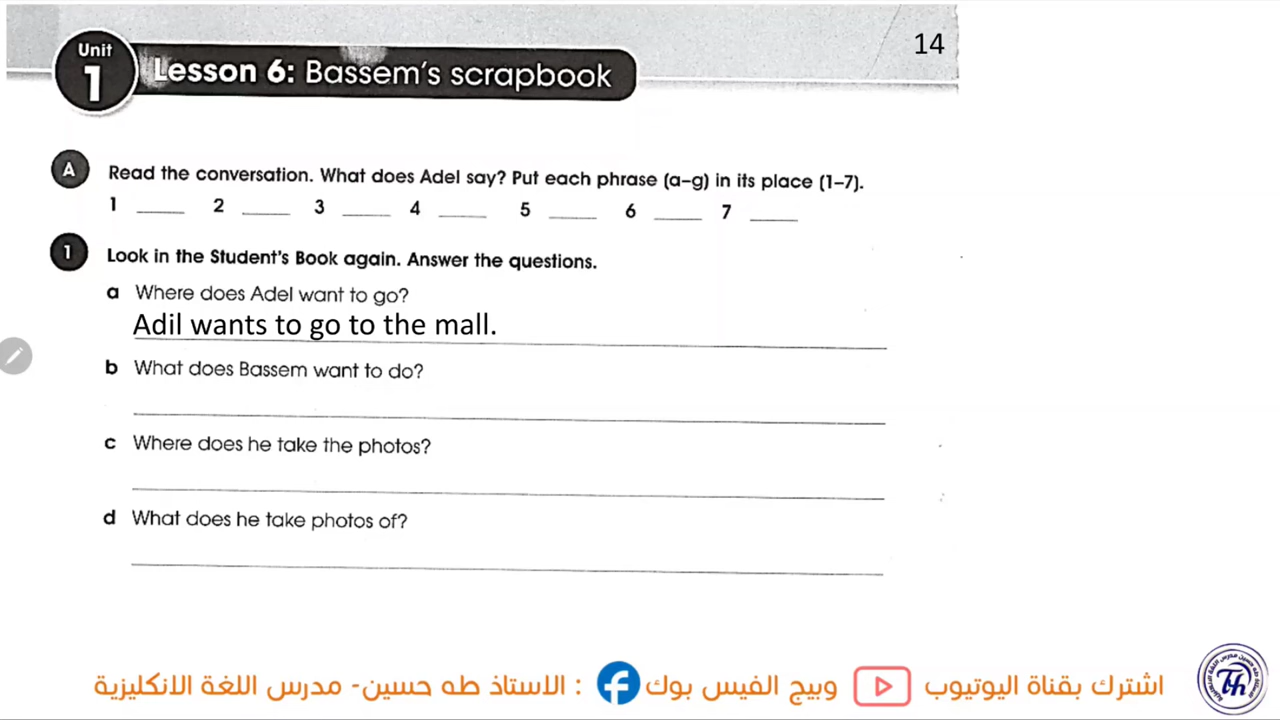 14
Unit
1
Lesson 6: Bassem's scrapbook
A Read the conversation. What does Adel say? Put each phrase (a–g) in its place (1–7).
1 ____ 2 ____ 3 ____ 4 ____ 5 ____ 6 ____ 7 ____
1 Look in the Student's Book again. Answer the questions.
a Where does Adel want to go?
Adil wants to go to the mall.
b What does Bassem want to do?
c Where does he take the photos?
d What does he take photos of?
اشترك بقناة اليوتيوب وبيج الفيس بوك : الاستاذ طه حسين- مدرس اللغة الانكليزية
th